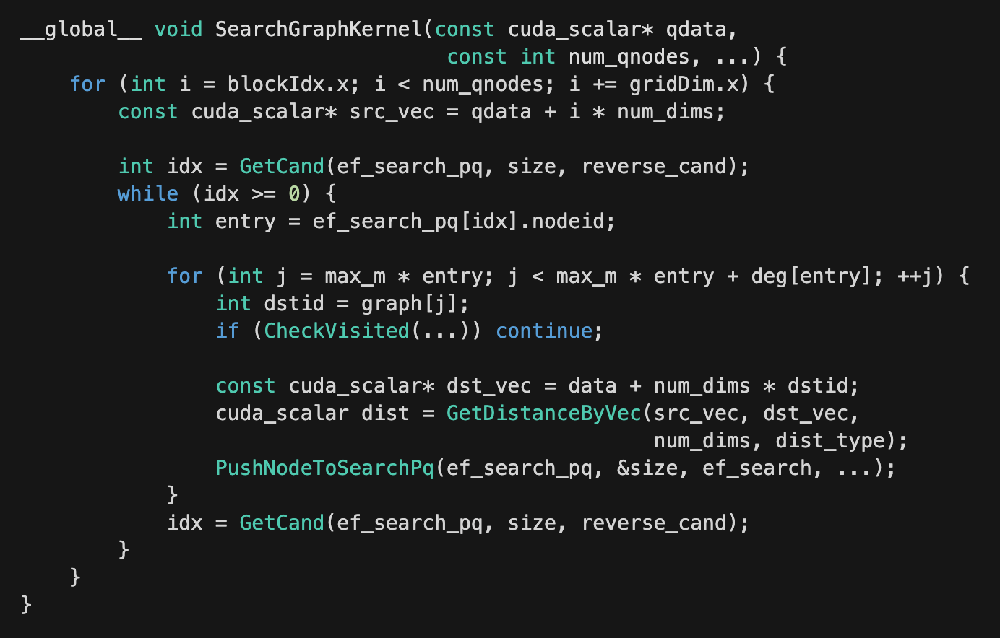 __global__ void SearchGraphKernel(const cuda_scalar* qdata,
const int num_qnodes, ...) {
for (int i = blockIdx.x; i < num_qnodes; i += gridDim.x) {
const cuda_scalar* src_vec = qdata + i * num_dims;
int idx = GetCand(ef_search_pq, size, reverse_cand);
while (idx >= 0) {
int entry = ef_search_pq[idx].nodeid;
for (int j = max_m * entry; j < max_m * entry + deg[entry]; ++j) {
int dstid = graph[j];
if (CheckVisited(...)) continue;
const cuda_scalar* dst_vec = data + num_dims * dstid;
cuda_scalar dist = GetDistanceByVec(src_vec, dst_vec,
num_dims, dist_type);
PushNodeToSearchPq(ef_search_pq, &size, ef_search, ...);
}
idx = GetCand(ef_search_pq, size, reverse_cand);
}
}
}